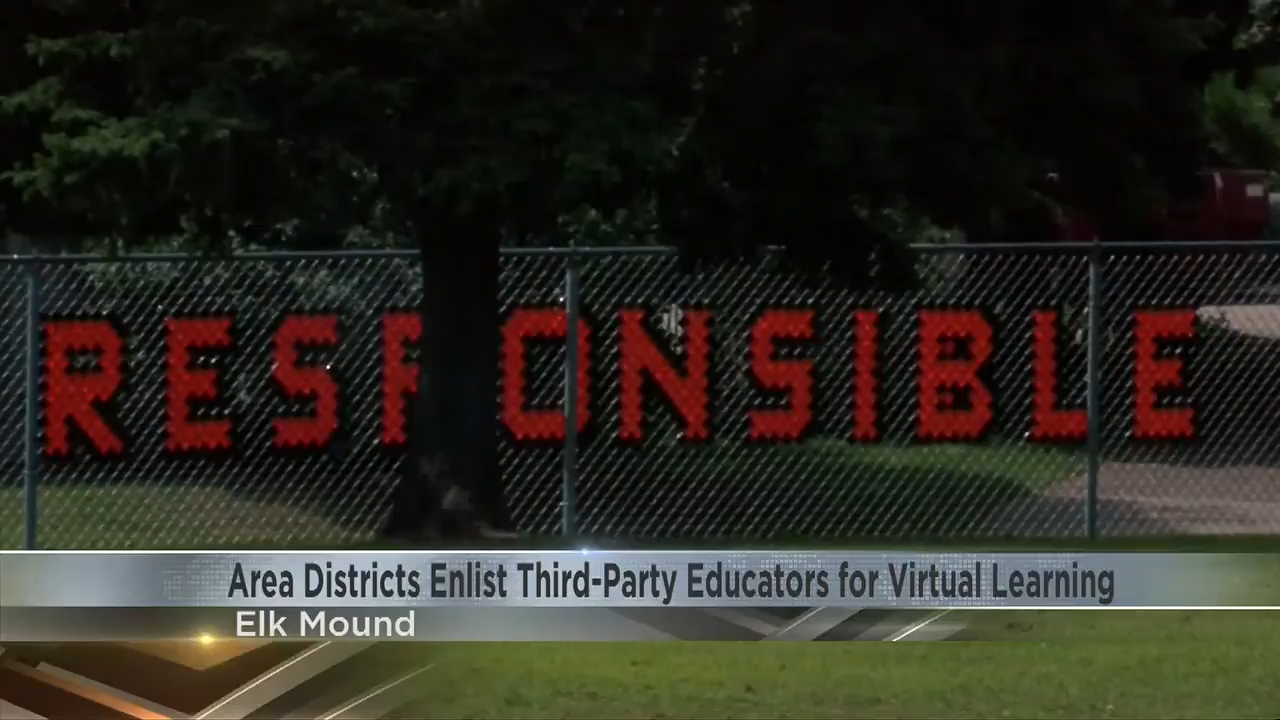 RESPONSIBLE
Area Districts Enlist Third-Party Educators for Virtual Learning
Elk Mound